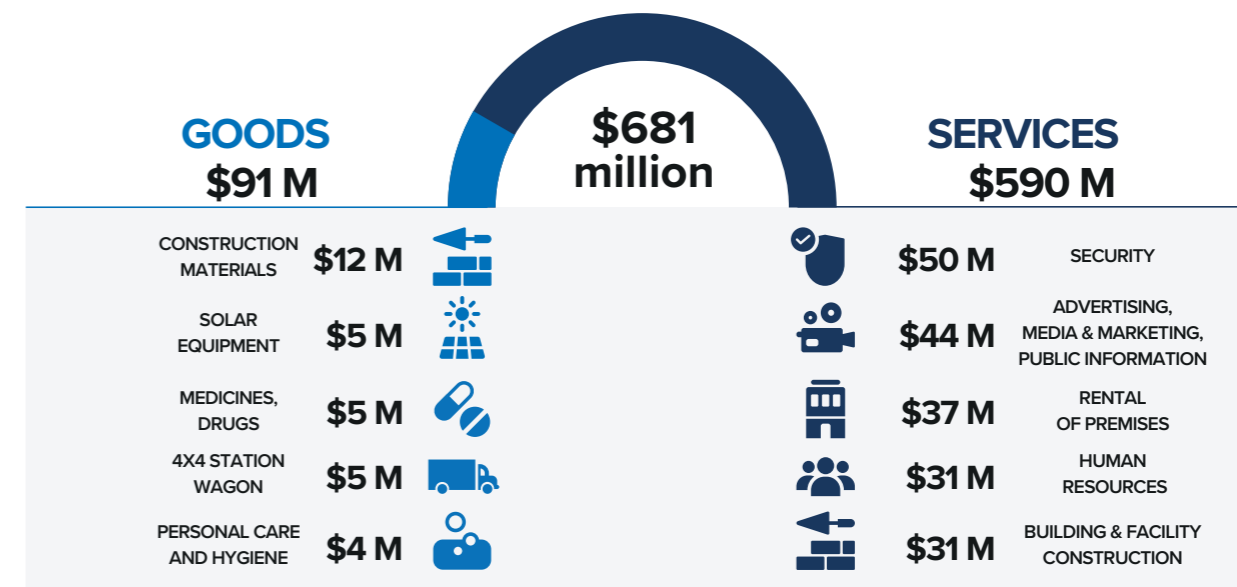 GOODS
$91 M
$681
million
SERVICES
$590 M
CONSTRUCTION
MATERIALS
$12 M
SOLAR
EQUIPMENT
$5 M
MEDICINES,
DRUGS
$5 M
4X4 STATION
WAGON
$5 M
PERSONAL CARE
AND HYGIENE
$4 M
$50 M
SECURITY
$44 M
ADVERTISING,
MEDIA & MARKETING,
PUBLIC INFORMATION
$37 M
RENTAL
OF PREMISES
$31 M
HUMAN
RESOURCES
$31 M
BUILDING & FACILITY
CONSTRUCTION